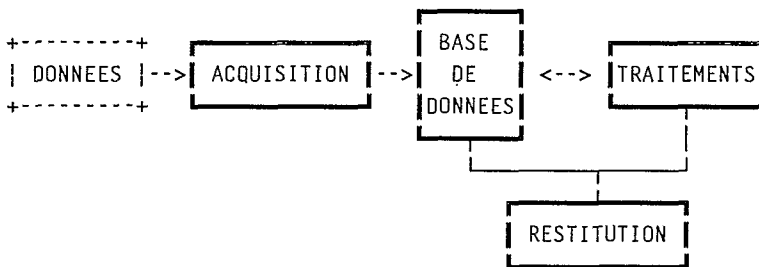 DONNEES
ACQUISITION
BASE
DE
DONNEES
TRAITEMENTS
RESTITUTION